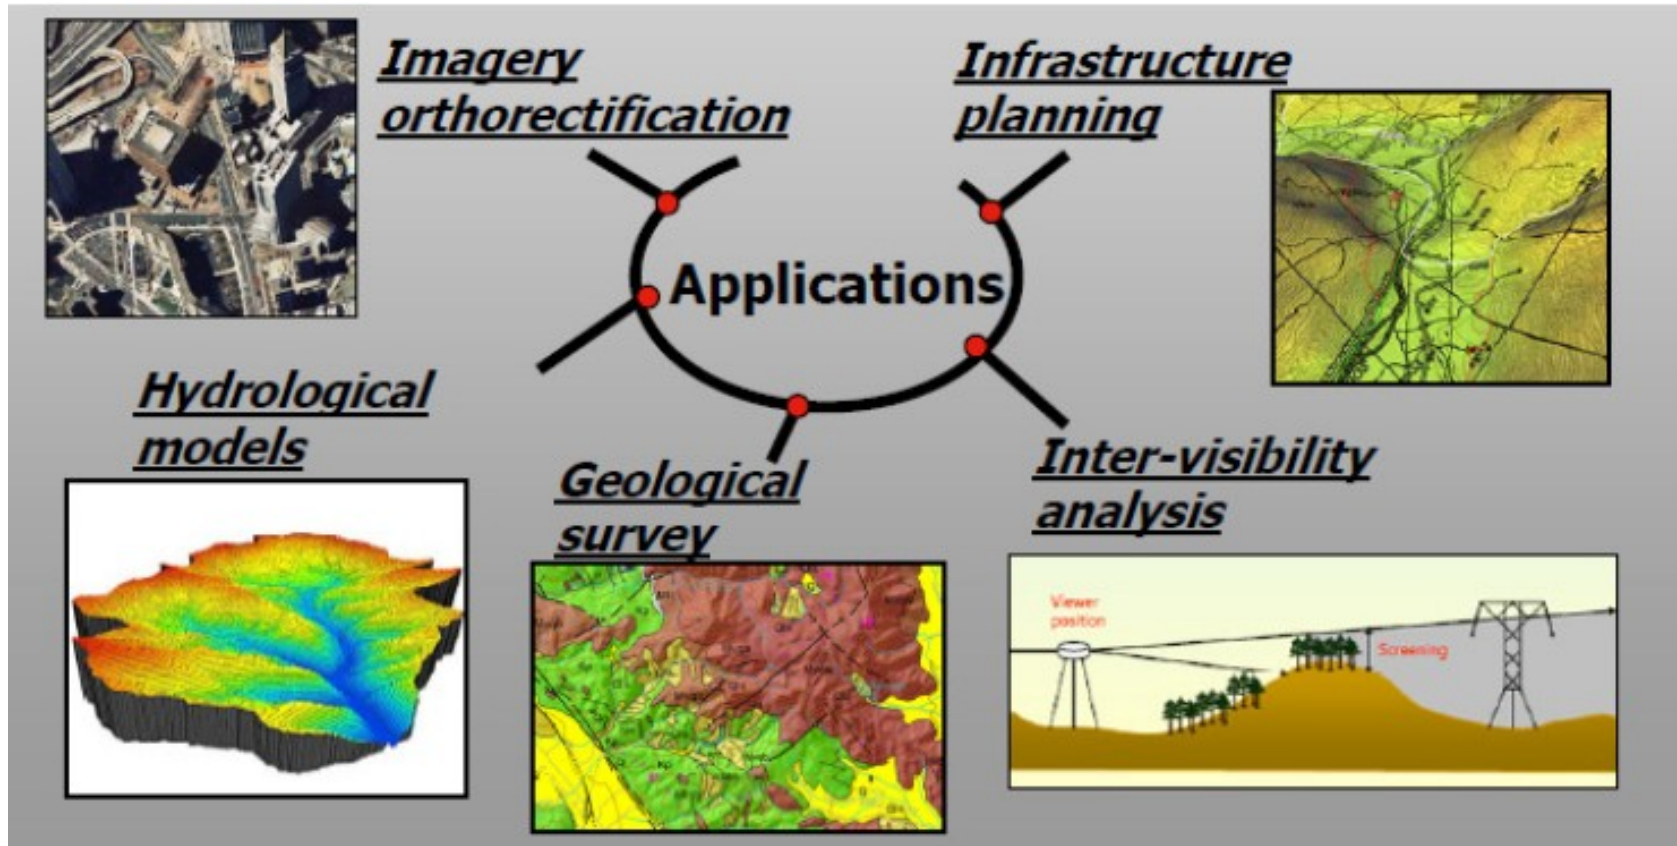 Imagery
orthorectification
Infrastructure
planning
Applications
Hydrological
models
Geological
survey
Inter-visibility
analysis
Viewer
position
Screening